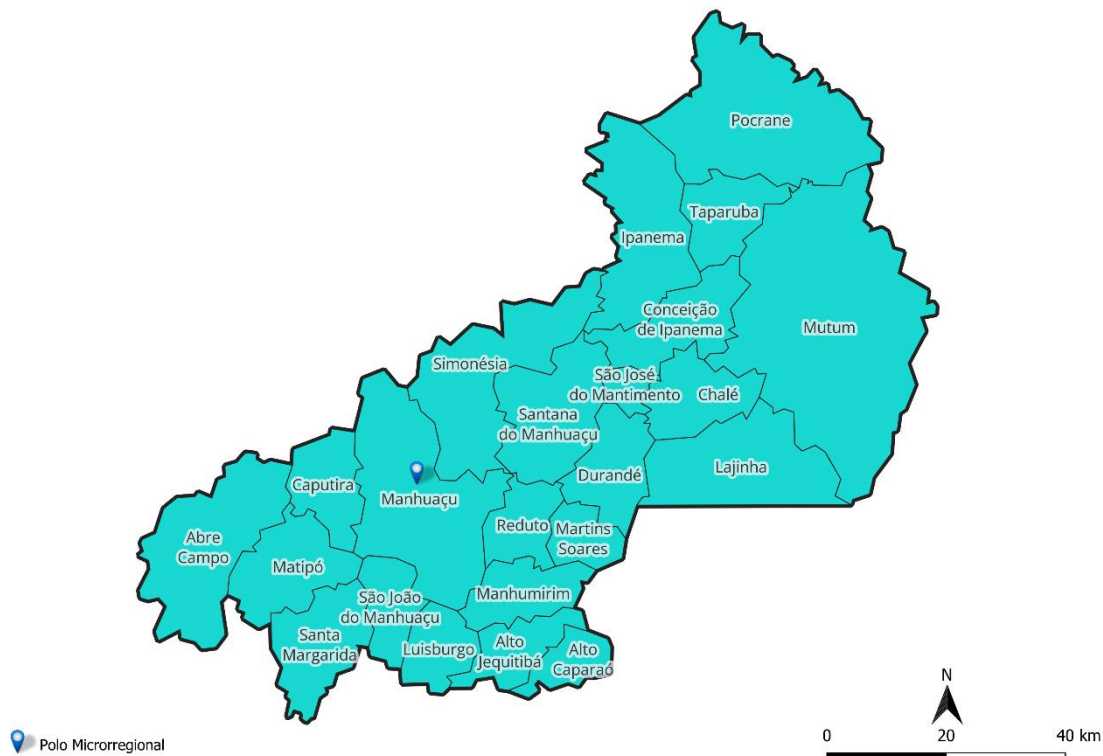 Pocrane
Taparuba
Ipanema
Conceição
de Ipanema
Mutum
Simonésia
São José
do Mantimento
Chalé
Santana
do Manhuaçu
Lajinha
Durandé
Caputira
Manhuaçu
Reduto
Martins
Soares
Abre
Campo
Matipó
São João
do Manhuaçu
Manhumirim
Santa
Margarida
Luisburgo
Alto
Jequitibá
Alto
Caparaó
N
0 20 40 km
Polo Microrregional